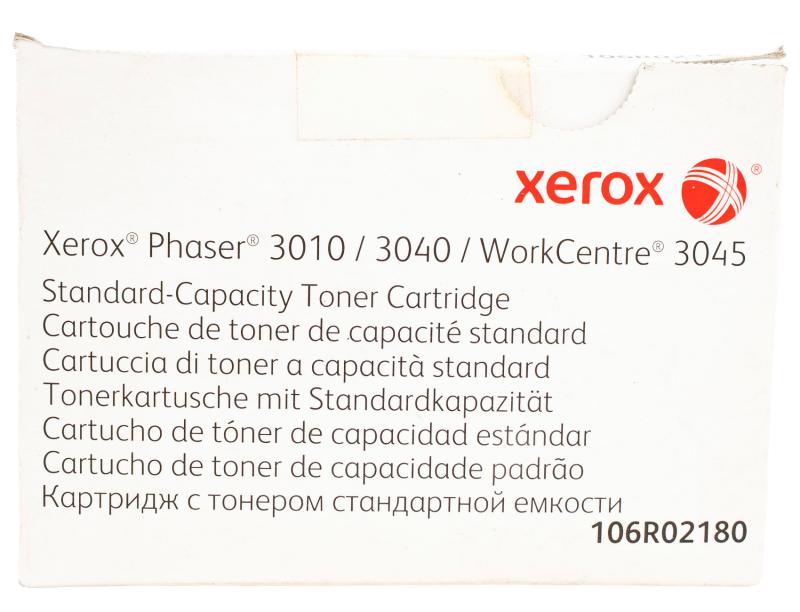 106R02180
xerox ®
Xerox® Phaser® 3010 / 3040 / WorkCentre® 3045
Standard-Capacity Toner Cartridge
Cartouche de toner de capacité standard
Cartuccia di toner a capacità standard
Tonerkartusche mit Standardkapazität
Cartucho de tóner de capacidad estándar
Cartucho de toner de capacidade padrão
Картридж с тонером стандартной емкости
106R02180